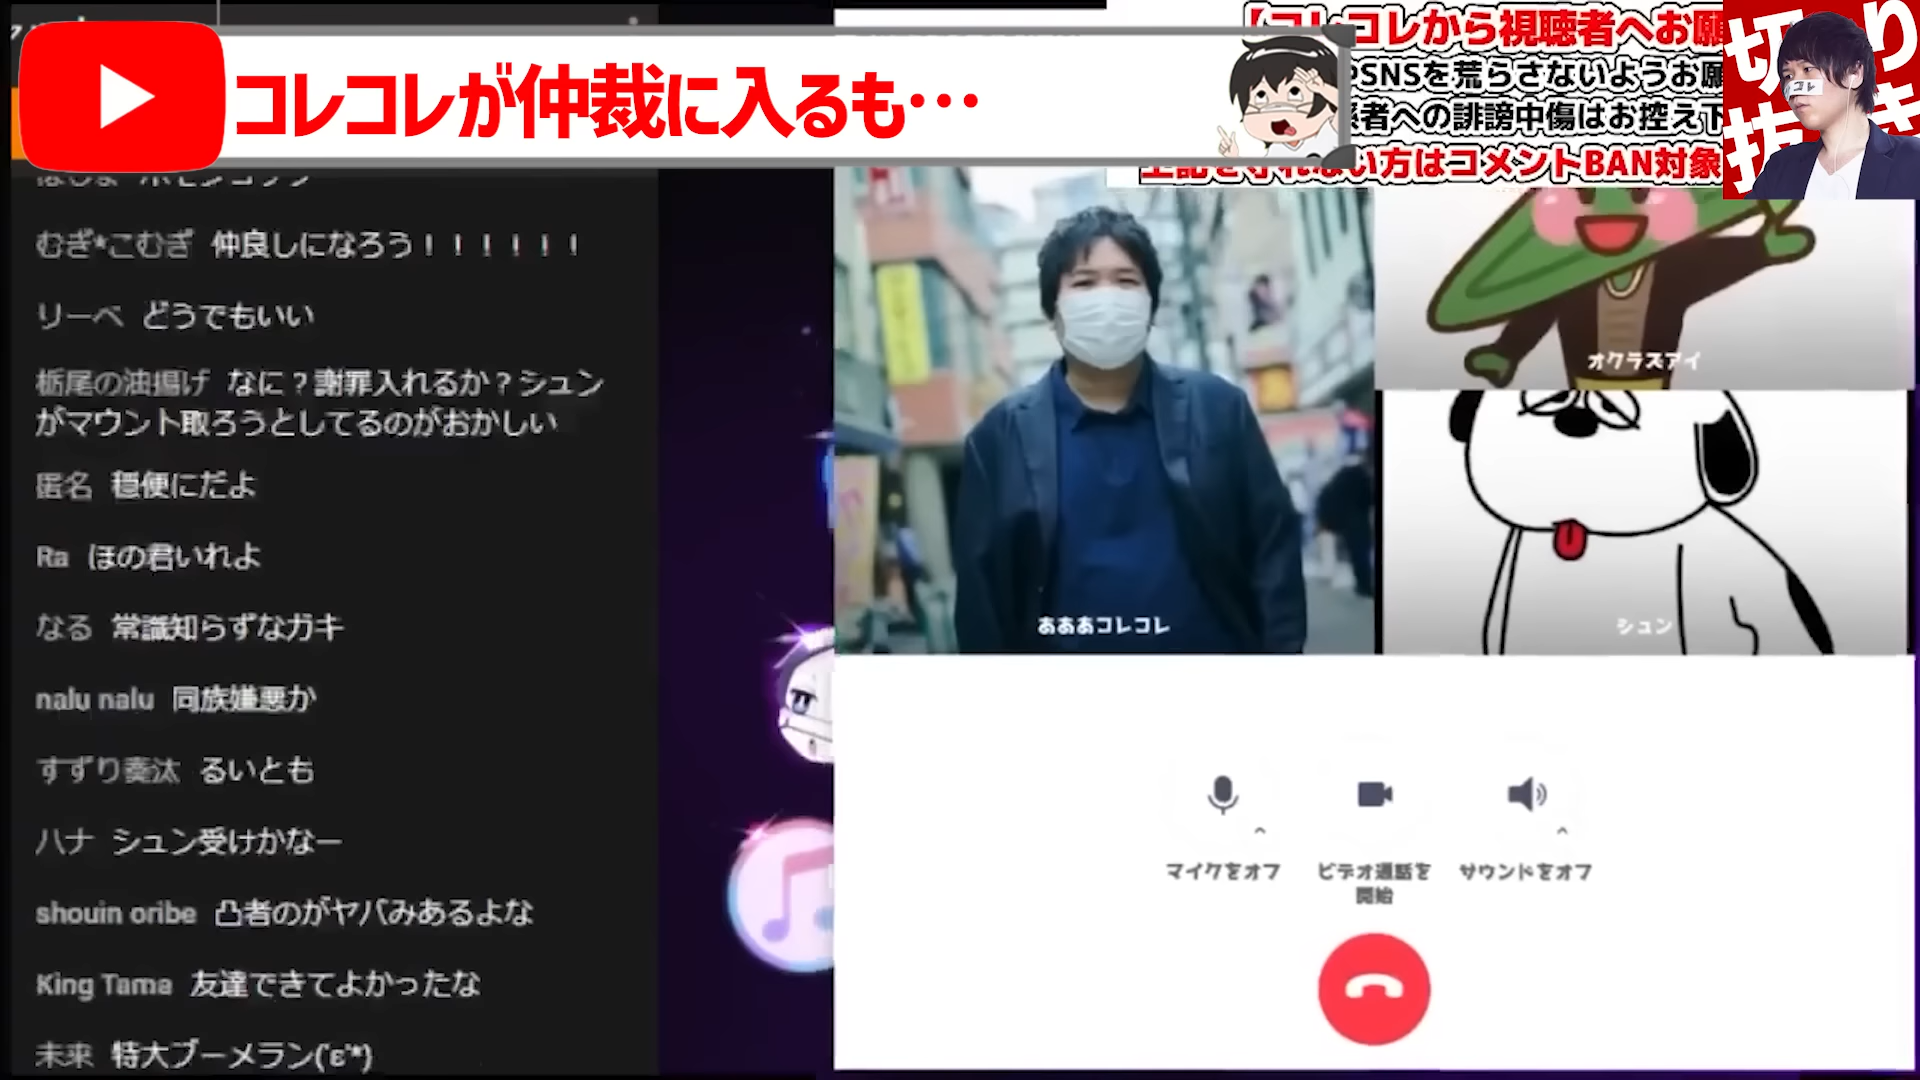 コレコレが仲裁に入るも…
コレから視聴者へお願
SNSを荒らさないようお願
者への誹謗中傷はお控え下
い方はコメントBAN対象
切り
抜き
コレ
むぎ*こむぎ 仲良しになろう！！！！！！
リーベ どうでもいい
栃尾の油揚げ なに？謝罪入れるか？シュン
がマウント取ろうとしてるのがおかしい
匿名 穏便にだよ
Ra ほの君いれよ
なる 常識知らずなガキ
nalu nalu 同族嫌悪か
すずり奏汰 るいとも
ハナ シュン受けかなー
shouin oribe 凸者のがヤバみあるよな
King Tama 友達できてよかったな
未来 特大ブーメラン('ε'*)
オクラスアイ
あああコレコレ
シュン
マイクをオフ
ビデオ通話を
開始
サウンドをオフ